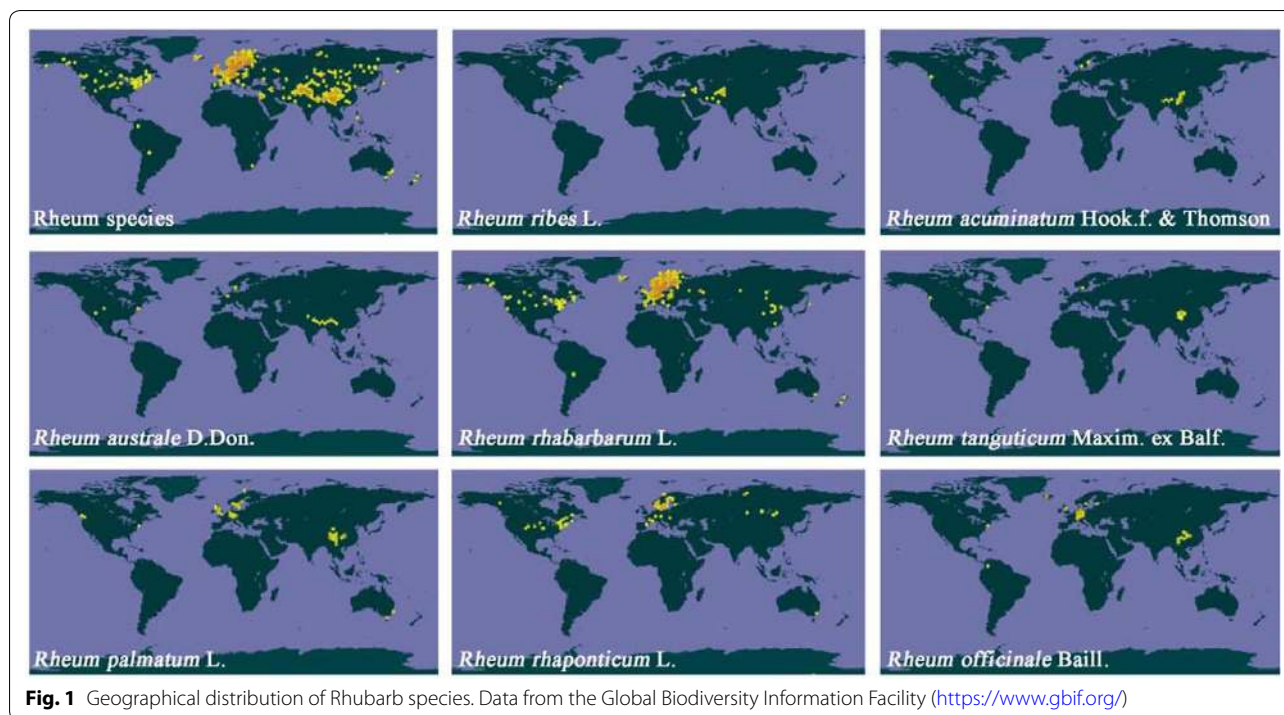 Rheum species
Rheum ribes L.
Rheum acuminatum Hook.f. & Thomson
Rheum australe D.Don.
Rheum rhabarbarum L.
Rheum tanguticum Maxim. ex Balf.
Rheum palmatum L.
Rheum rhaponticum L.
Rheum officinale Baill.
Fig. 1 Geographical distribution of Rhubarb species. Data from the Global Biodiversity Information Facility (https://www.gbif.org/)